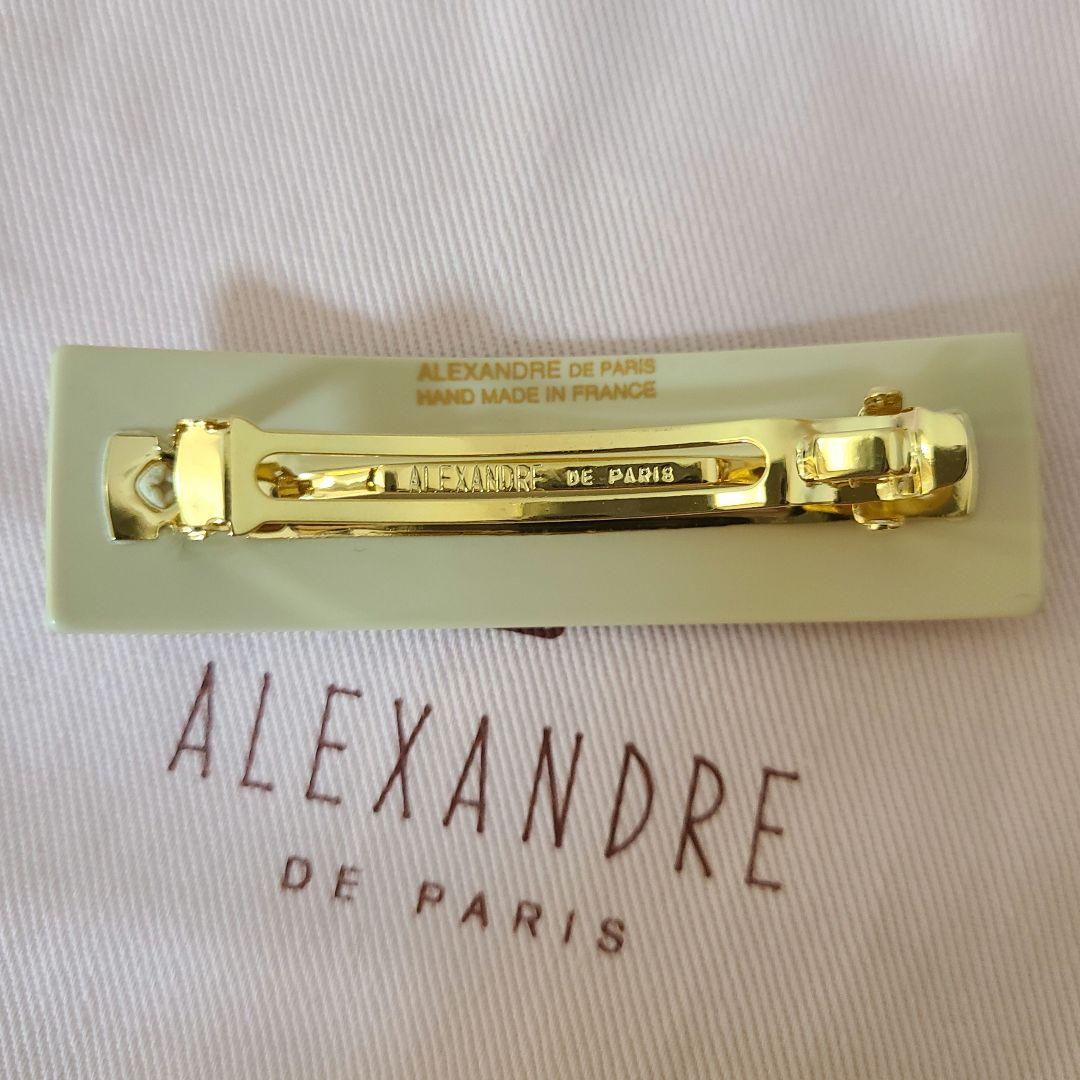 ALEXANDRE DE PARIS
HAND MADE IN FRANCE
ALEXANDRE DE PARIS
ALEXANDRE
DE PARIS